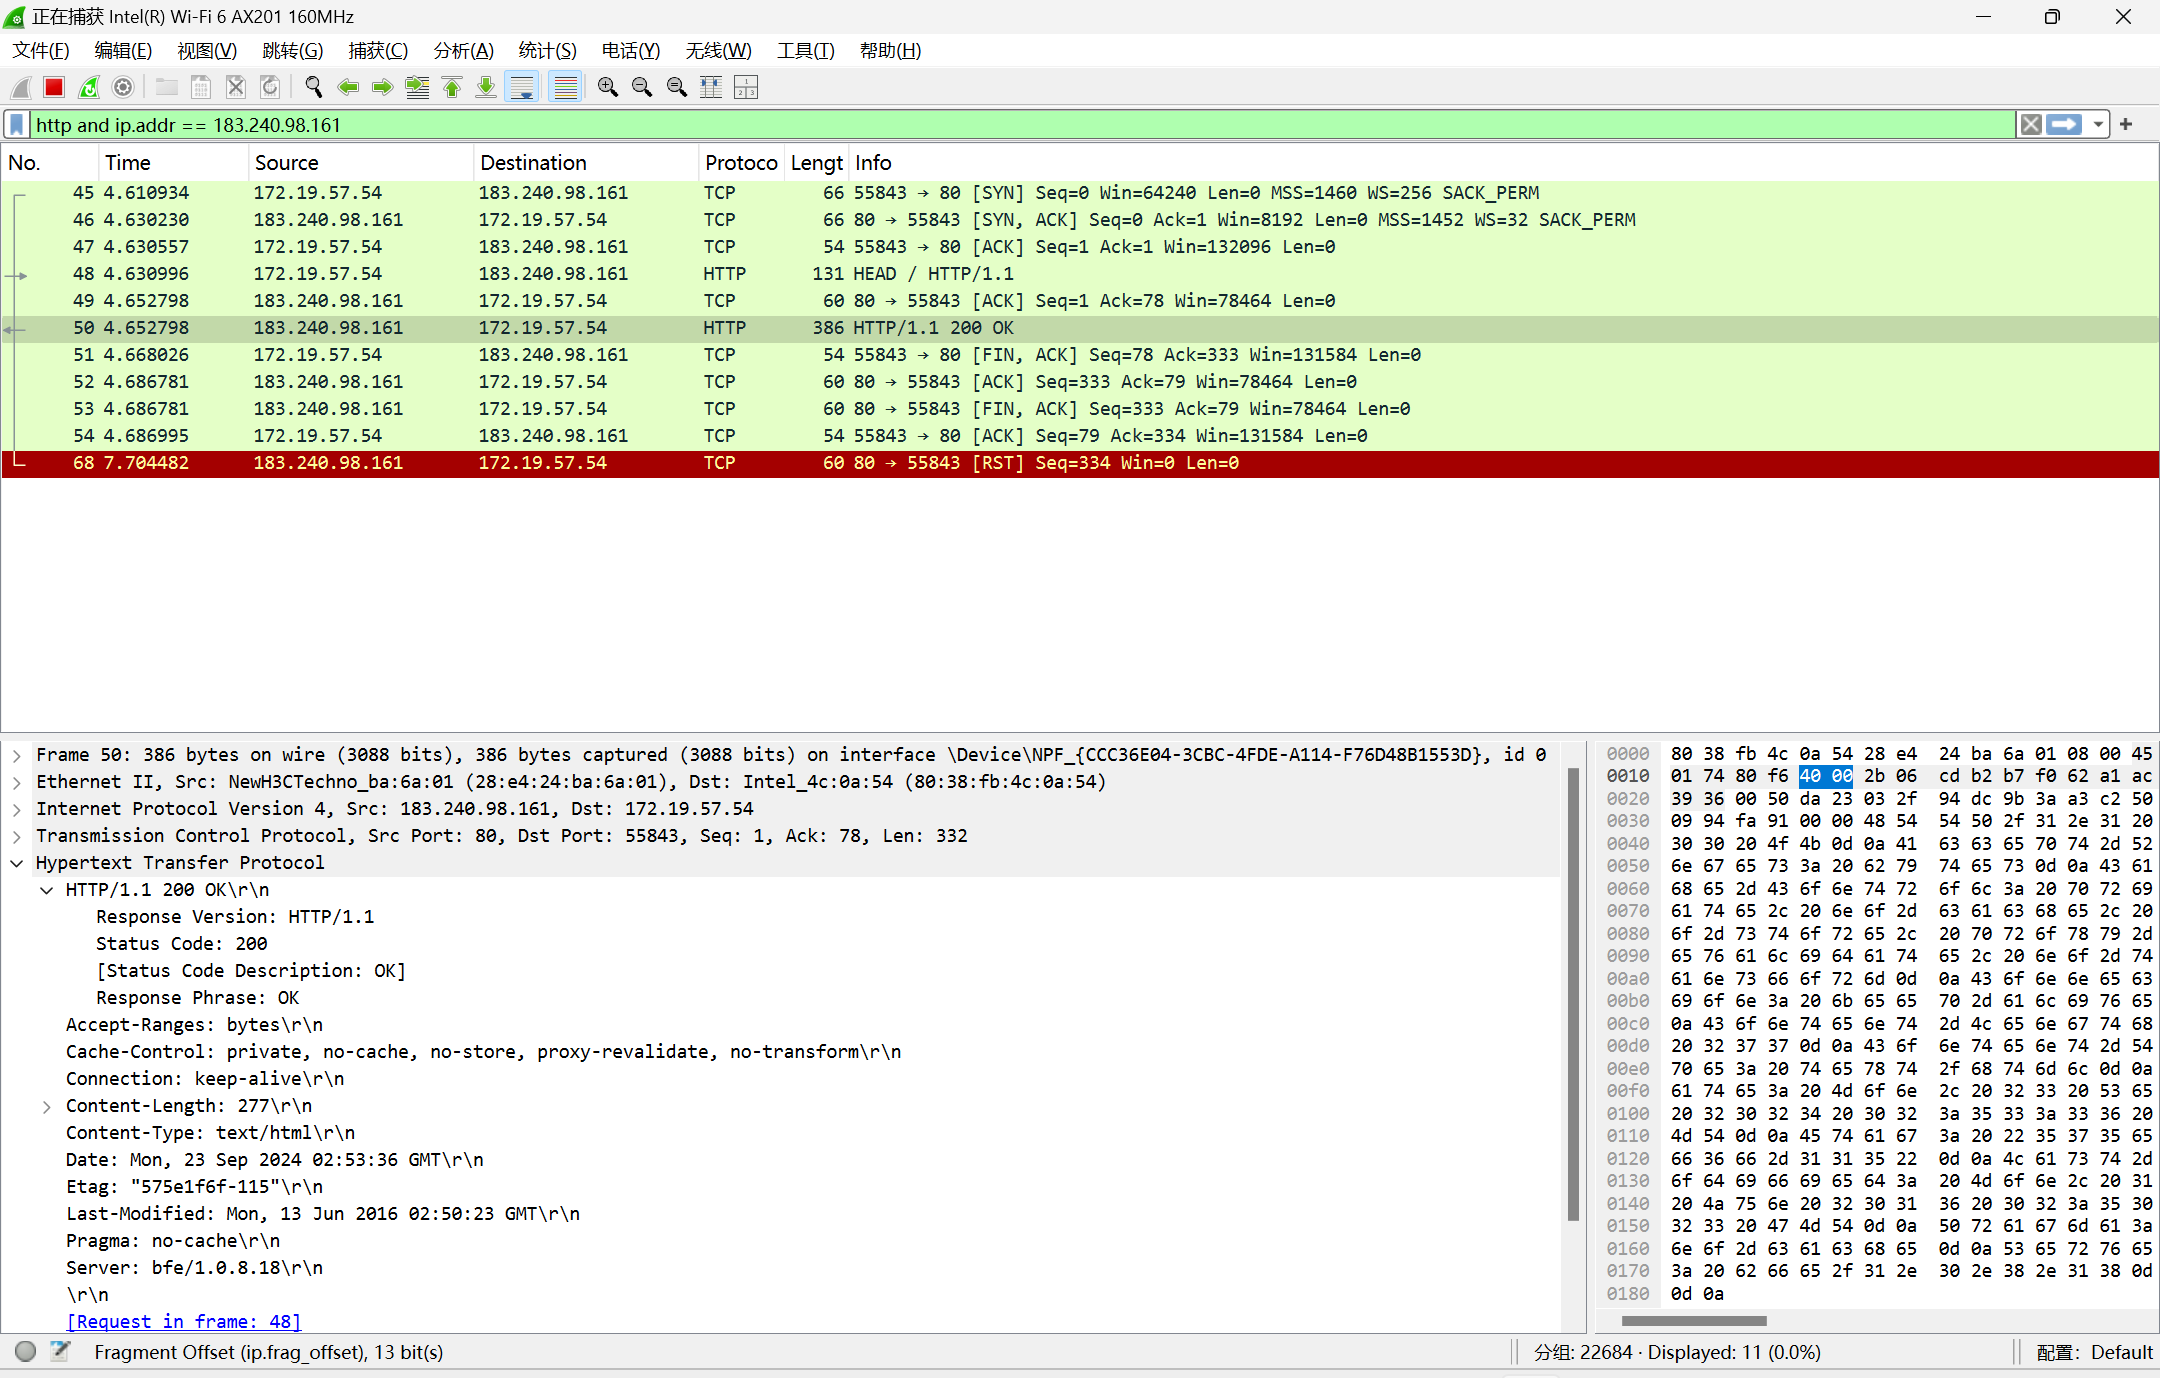 正在捕获 Intel(R) Wi-Fi 6 AX201 160MHz
文件(F) 编辑(E) 视图(V) 跳转(G) 捕获(C) 分析(A) 统计(S) 电话(Y) 无线(W) 工具(T) 帮助(H)
http and ip.addr == 183.240.98.161
No. Time Source Destination Protoco Lengt Info
45 4.610934 172.19.57.54 183.240.98.161 TCP 66 55843 → 80 [SYN] Seq=0 Win=64240 Len=0 MSS=1460 WS=256 SACK_PERM
46 4.630230 183.240.98.161 172.19.57.54 TCP 66 80 → 55843 [SYN, ACK] Seq=0 Ack=1 Win=8192 Len=0 MSS=1452 WS=32 SACK_PERM
47 4.630557 172.19.57.54 183.240.98.161 TCP 54 55843 → 80 [ACK] Seq=1 Ack=1 Win=132096 Len=0
48 4.630996 172.19.57.54 183.240.98.161 HTTP 131 HEAD / HTTP/1.1
49 4.652798 183.240.98.161 172.19.57.54 TCP 60 80 → 55843 [ACK] Seq=1 Ack=78 Win=78464 Len=0
50 4.652798 183.240.98.161 172.19.57.54 HTTP 386 HTTP/1.1 200 OK
51 4.668026 172.19.57.54 183.240.98.161 TCP 54 55843 → 80 [FIN, ACK] Seq=78 Ack=333 Win=131584 Len=0
52 4.686781 183.240.98.161 172.19.57.54 TCP 60 80 → 55843 [ACK] Seq=333 Ack=79 Win=78464 Len=0
53 4.686781 183.240.98.161 172.19.57.54 TCP 60 80 → 55843 [FIN, ACK] Seq=333 Ack=79 Win=78464 Len=0
54 4.686995 172.19.57.54 183.240.98.161 TCP 54 55843 → 80 [ACK] Seq=79 Ack=334 Win=131584 Len=0
68 7.704482 183.240.98.161 172.19.57.54 TCP 60 80 → 55843 [RST] Seq=334 Win=0 Len=0
Frame 50: 386 bytes on wire (3088 bits), 386 bytes captured (3088 bits) on interface \Device\NPF_{CCC36E04-3CBC-4FDE-A114-F76D48B1553D}, id 0
Ethernet II, Src: NewH3CTechno_ba:6a:01 (28:e4:24:ba:6a:01), Dst: Intel_4c:0a:54 (80:38:fb:4c:0a:54)
Internet Protocol Version 4, Src: 183.240.98.161, Dst: 172.19.57.54
Transmission Control Protocol, Src Port: 80, Dst Port: 55843, Seq: 1, Ack: 78, Len: 332
Hypertext Transfer Protocol
HTTP/1.1 200 OK\r\n
Response Version: HTTP/1.1
Status Code: 200
[Status Code Description: OK]
Response Phrase: OK
Accept-Ranges: bytes\r\n
Cache-Control: private, no-cache, no-store, proxy-revalidate, no-transform\r\n
Connection: keep-alive\r\n
Content-Length: 277\r\n
Content-Type: text/html\r\n
Date: Mon, 23 Sep 2024 02:53:36 GMT\r\n
Etag: "575e1f6f-115"\r\n
Last-Modified: Mon, 13 Jun 2016 02:50:23 GMT\r\n
Pragma: no-cache\r\n
Server: bfe/1.0.8.18\r\n
\r\n
[Request in frame: 48]
0000 80 38 fb 4c 0a 54 28 e4 24 ba 6a 01 08 00 45
0010 01 74 80 f6 40 00 2b 06 cd b2 b7 f0 62 a1 ac
0020 39 36 00 50 da 23 03 2f 94 dc 9b 3a a3 c2 50
0030 09 94 fa 91 00 00 48 54 54 50 2f 31 2e 31 20
0040 30 30 20 4f 4b 0d 0a 41 63 63 65 70 74 2d 52
0050 6e 67 65 73 3a 20 62 79 74 65 73 0d 0a 43 61
0060 68 65 2d 43 6f 6e 74 72 6f 6c 3a 20 70 72 69
0070 61 74 65 2c 20 6e 6f 2d 63 61 63 68 65 2c 20
0080 6f 2d 73 74 6f 72 65 2c 20 70 72 6f 78 79 2d
0090 65 76 61 6c 69 64 61 74 65 2c 20 6e 6f 2d 74
00a0 61 6e 73 66 6f 72 6d 0d 0a 43 6f 6e 6e 65 63
00b0 69 6f 6e 3a 20 6b 65 65 70 2d 61 6c 69 76 65
00c0 0a 43 6f 6e 74 65 6e 74 2d 4c 65 6e 67 74 68
00d0 20 32 37 37 0d 0a 43 6f 6e 74 65 6e 74 2d 54
00e0 70 65 3a 20 74 65 78 74 2f 68 74 6d 6c 0d 0a
00f0 61 74 65 3a 20 4d 6f 6e 2c 20 32 33 20 53 65
0100 20 32 30 32 34 20 30 32 3a 35 33 3a 33 36 20
0110 4d 54 0d 0a 45 74 61 67 3a 20 22 35 37 35 65
0120 66 36 66 2d 31 31 35 22 0d 0a 4c 61 73 74 2d
0130 6f 64 69 66 69 65 64 3a 20 4d 6f 6e 2c 20 31
0140 20 4a 75 6e 20 32 30 31 36 20 30 32 3a 35 30
0150 32 33 20 47 4d 54 0d 0a 50 72 61 67 6d 61 3a
0160 6e 6f 2d 63 61 63 68 65 0d 0a 53 65 72 76 65
0170 3a 20 62 66 65 2f 31 2e 30 2e 38 2e 31 38 0d
0180 0d 0a
Fragment Offset (ip.frag_offset), 13 bit(s) 分组: 22684 · Displayed: 11 (0.0%) 配置: Default